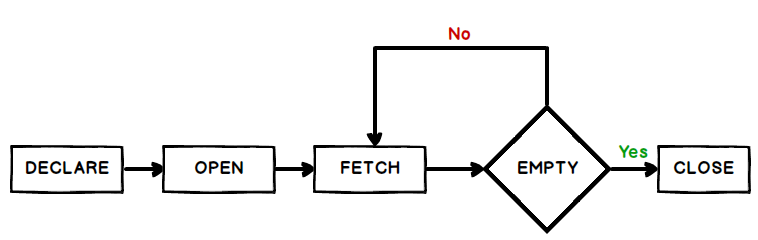 No
DECLARE
OPEN
FETCH
EMPTY
Yes
CLOSE